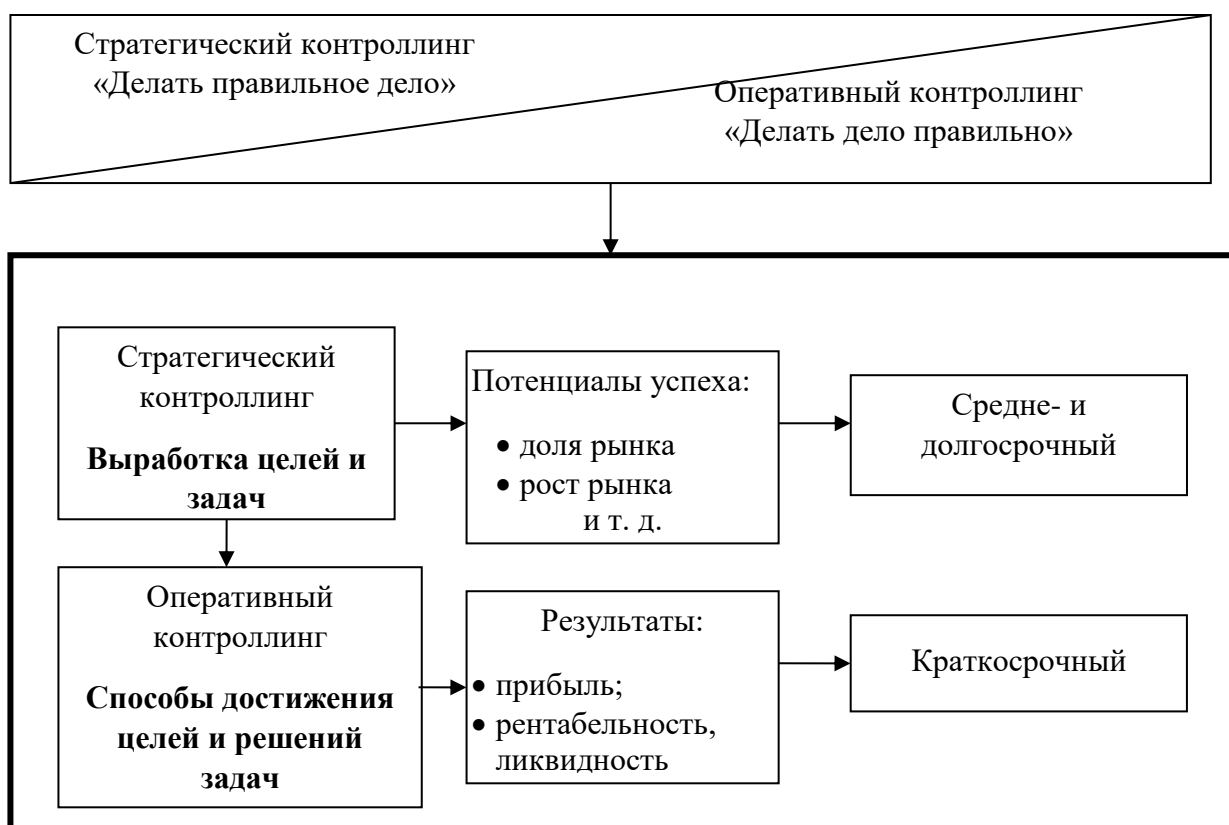 Стратегический контроллинг
«Делать правильное дело»
Оперативный контроллинг
«Делать дело правильно»
Стратегический
контроллинг
Выработка целей и
задач
Потенциалы успеха:
• доля рынка
• рост рынка
и т. д.
Средне- и
долгосрочный
Оперативный
контроллинг
Способы достижения
целей и решений
задач
Результаты:
• прибыль;
• рентабельность,
ликвидность
Краткосрочный